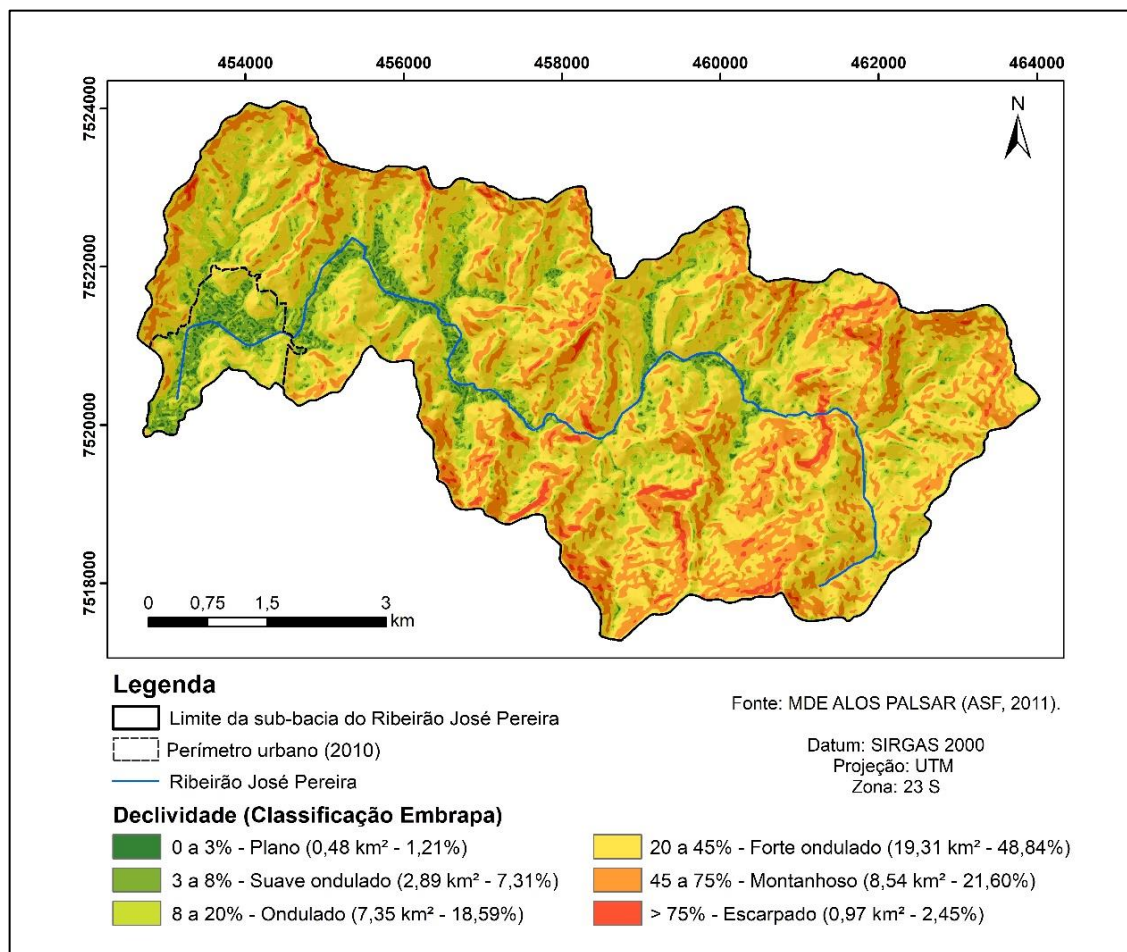 454000 456000 458000 460000 462000 464000
7524000
N
7522000
7520000
7518000
0 0,75 1,5 3
km
Legenda
Limite da sub-bacia do Ribeirão José Pereira
Perímetro urbano (2010)
Ribeirão José Pereira
Fonte: MDE ALOS PALSAR (ASF, 2011).
Datum: SIRGAS 2000
Projeção: UTM
Zona: 23 S
Declividade (Classificação Embrapa)
0 a 3% - Plano (0,48 km² - 1,21%)
3 a 8% - Suave ondulado (2,89 km² - 7,31%)
8 a 20% - Ondulado (7,35 km² - 18,59%)
20 a 45% - Forte ondulado (19,31 km² - 48,84%)
45 a 75% - Montanhoso (8,54 km² - 21,60%)
> 75% - Escarpado (0,97 km² - 2,45%)